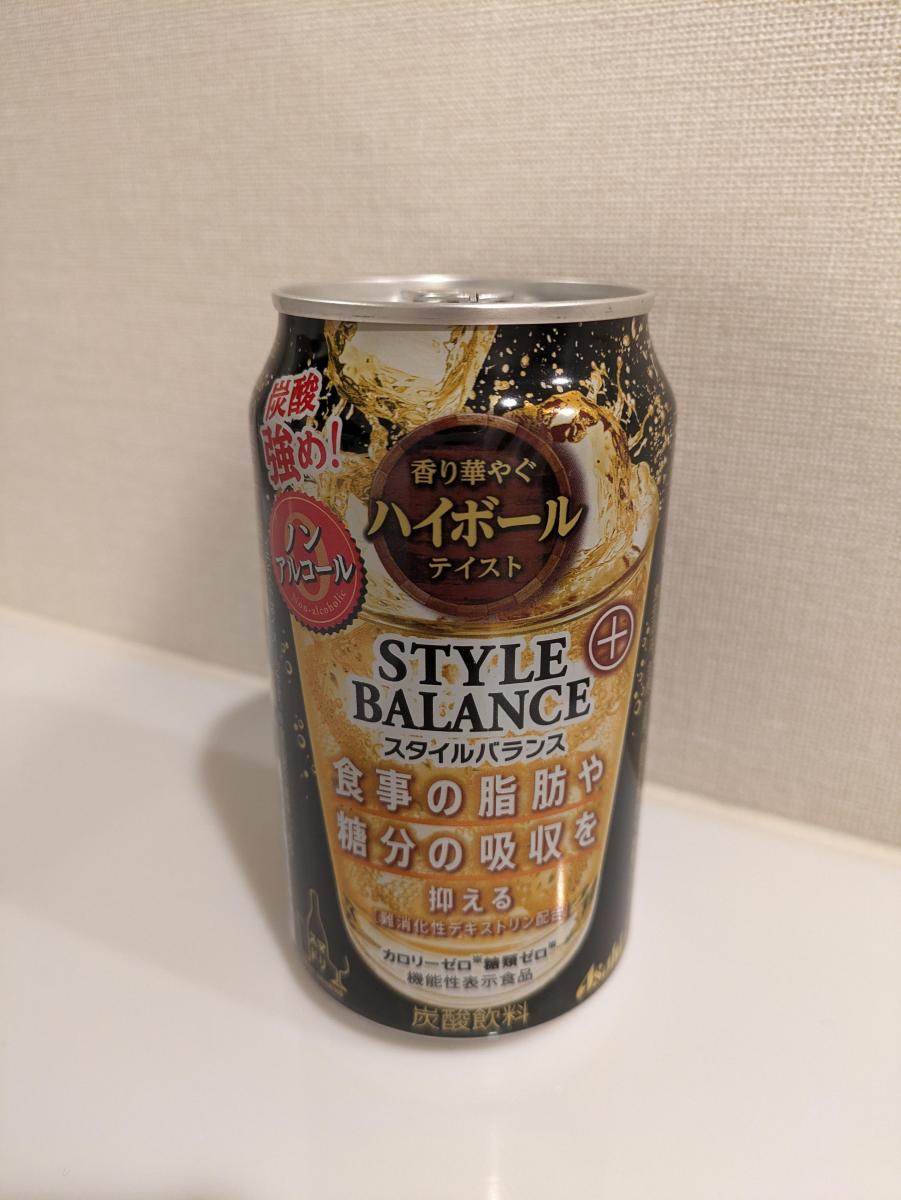 炭酸
強め!
香り華やぐ
ハイボール
テイスト
ノン
アルコール
non-alcoholic
STYLE
BALANCE
スタイルバランス
食事の脂肪や
糖分の吸収を
抑える
[難消化性デキストリン配合]
カロリーゼロ※糖類ゼロ※
機能性表示食品
Asahi
炭酸飲料